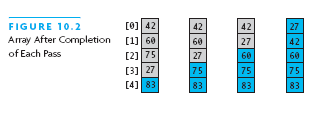 FIGURE 10.2
Array After Completion
of Each Pass
[0] 42 42 42 27
[1] 60 60 27 42
[2] 75 27 60 60
[3] 27 75 75 75
[4] 83 83 83 83